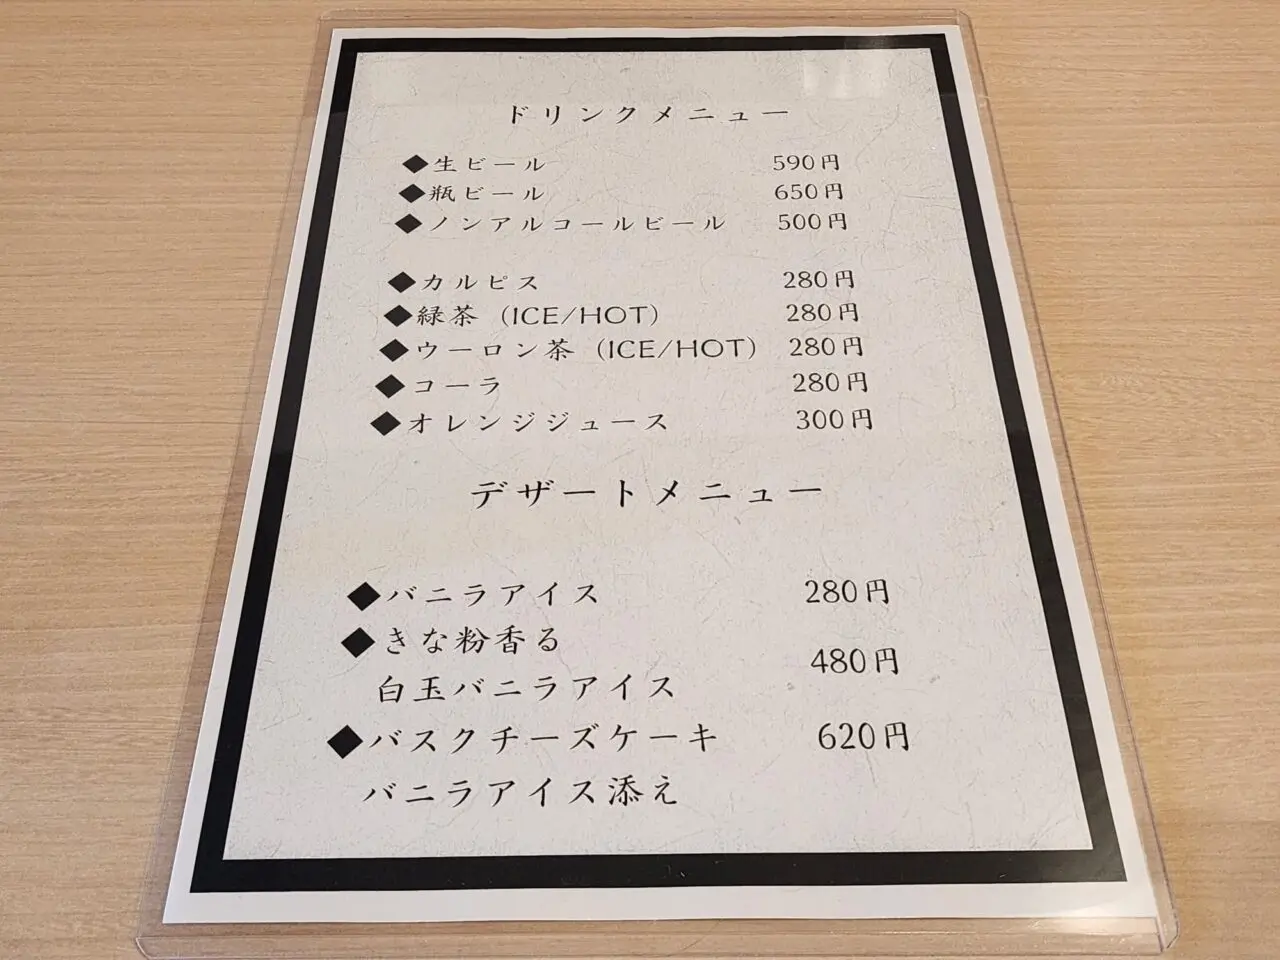 ドリンクメニュー
◆生ビール 590円
◆瓶ビール 650円
◆ノンアルコールビール 500円
◆カルピス 280円
◆緑茶 (ICE/HOT) 280円
◆ウーロン茶 (ICE/HOT) 280円
◆コーラ 280円
◆オレンジジュース 300円
デザートメニュー
◆バニラアイス 280円
◆きな粉香る
白玉バニラアイス 480円
◆バスクチーズケーキ 620円
バニラアイス添え